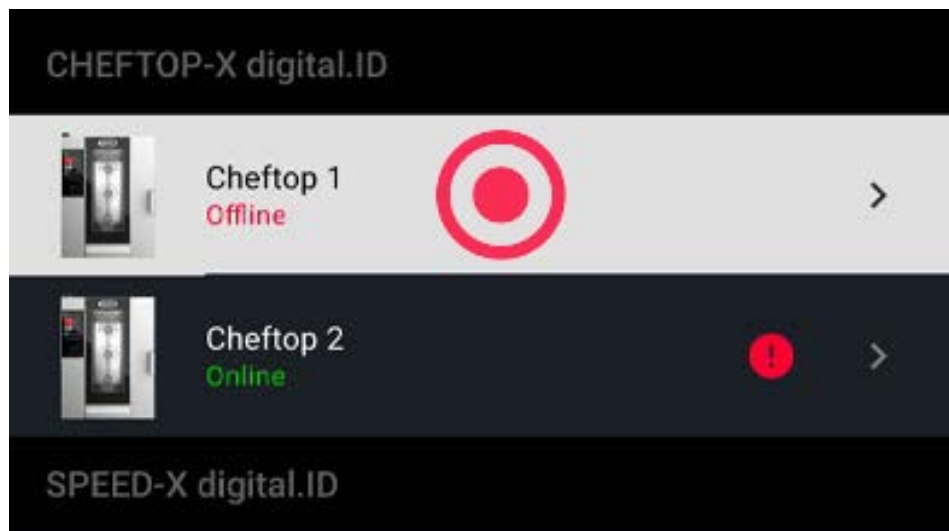 CHEFTOP-X digital.ID
Cheftop 1
Offline
Cheftop 2
Online
!
SPEED-X digital.ID